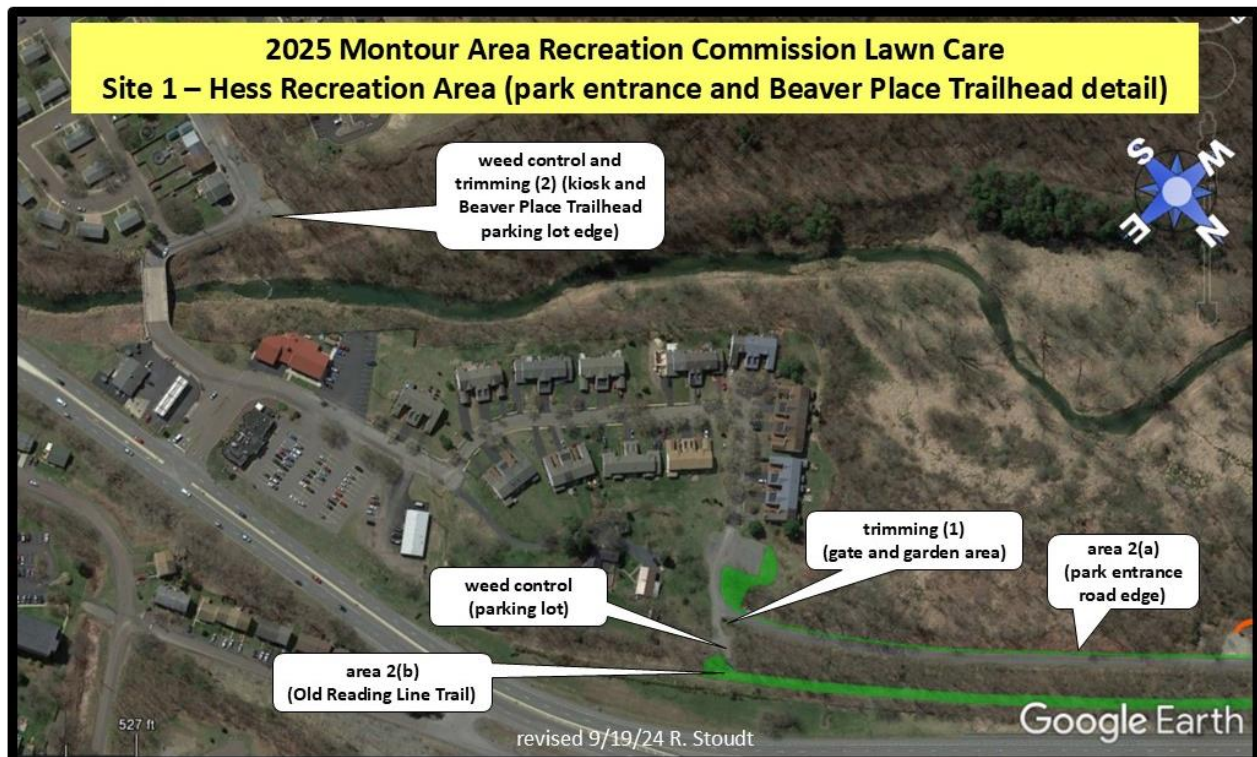 2025 Montour Area Recreation Commission Lawn Care
Site 1 – Hess Recreation Area (park entrance and Beaver Place Trailhead detail)
weed control and
trimming (2) (kiosk and
Beaver Place Trailhead
parking lot edge)
S
W
E
N
trimming (1)
(gate and garden area)
area 2(a)
(park entrance
road edge)
weed control
(parking lot)
area 2(b)
(Old Reading Line Trail)
527 ft
revised 9/19/24 R. Stoudt
Google Earth